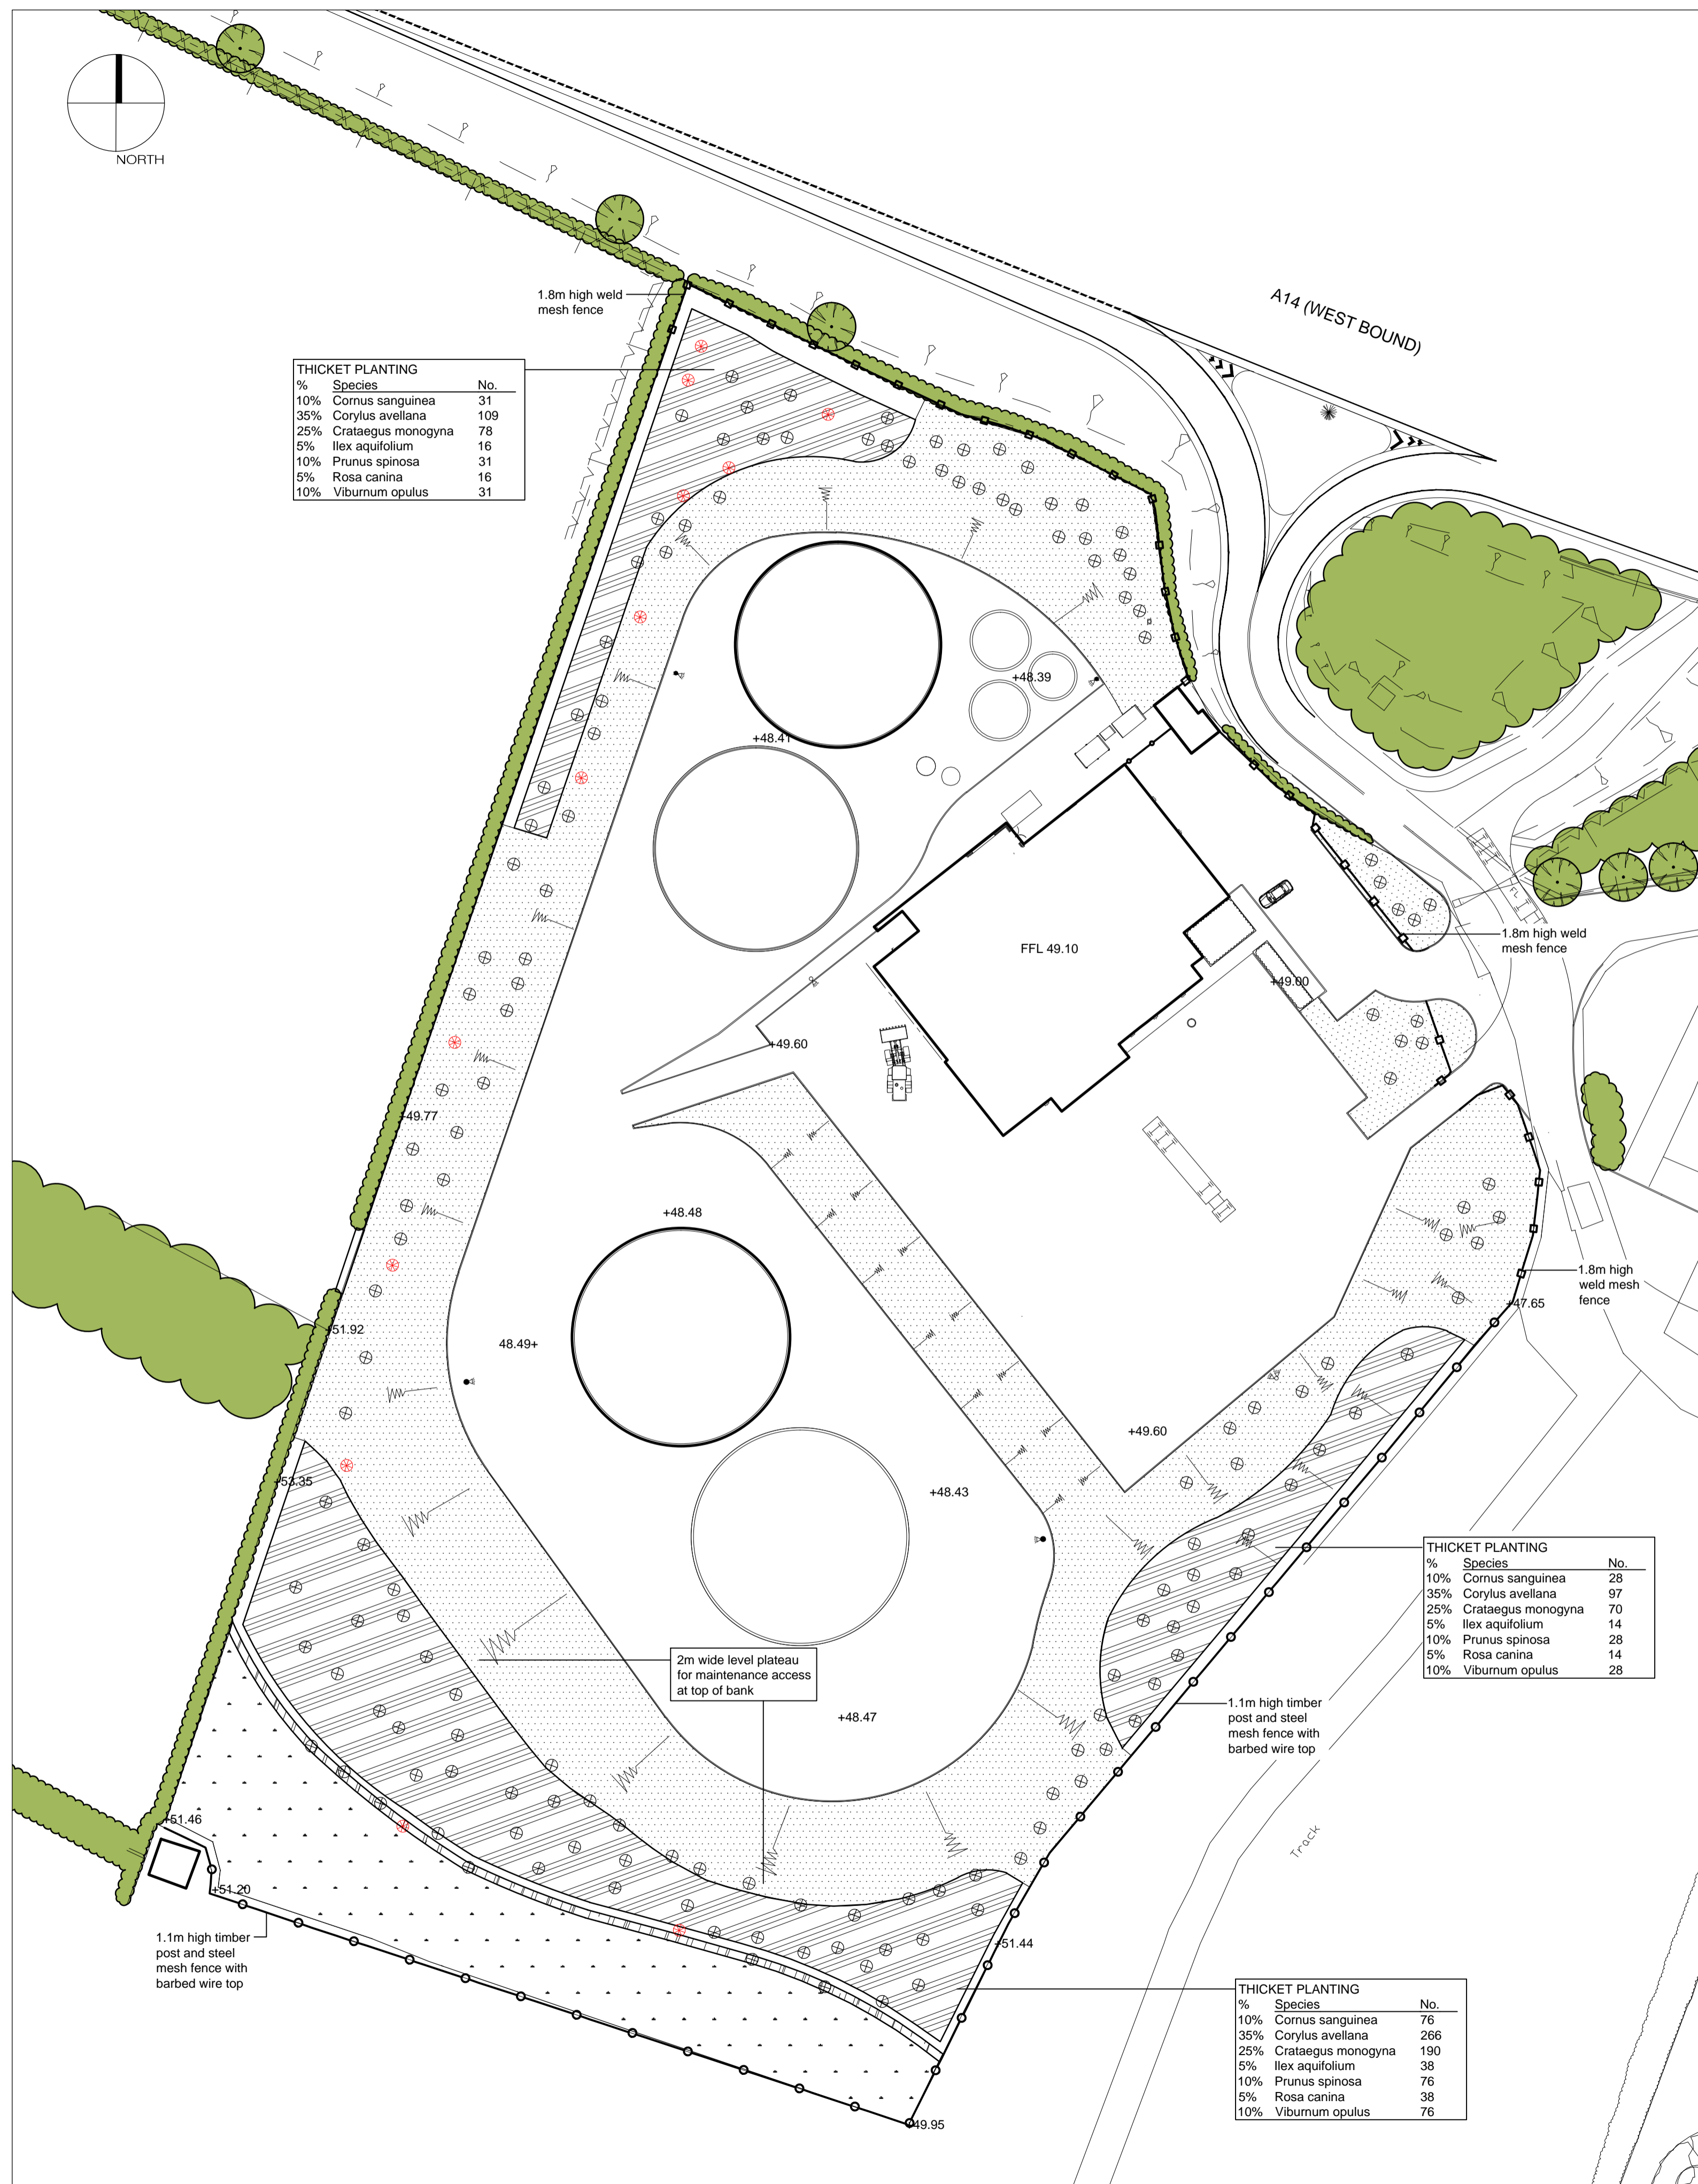 NORTH
A14 (WEST BOUND)
1.8m high weld
mesh fence
THICKET PLANTING
% Species No.
10% Cornus sanguinea 31
35% Corylus avellana 109
25% Crataegus monogyna 78
5% Ilex aquifolium 16
10% Prunus spinosa 31
5% Rosa canina 16
10% Viburnum opulus 31
+48.39
+48.41
1.8m high weld
mesh fence
FFL 49.10
+49.00
+49.60
+49.77
+48.48
1.8m high
weld mesh
fence
+47.65
+51.92
48.49+
+49.60
+53.35
+48.43
THICKET PLANTING
% Species No.
10% Cornus sanguinea 28
35% Corylus avellana 97
25% Crataegus monogyna 70
5% Ilex aquifolium 14
10% Prunus spinosa 28
5% Rosa canina 14
10% Viburnum opulus 28
2m wide level plateau
for maintenance access
at top of bank
+48.47
1.1m high timber
post and steel
mesh fence with
barbed wire top
+51.46
Track
+51.20
1.1m high timber
post and steel
mesh fence with
barbed wire top
+51.44
THICKET PLANTING
% Species No.
10% Cornus sanguinea 76
35% Corylus avellana 266
25% Crataegus monogyna 190
5% Ilex aquifolium 38
10% Prunus spinosa 76
5% Rosa canina 38
10% Viburnum opulus 76
+49.95